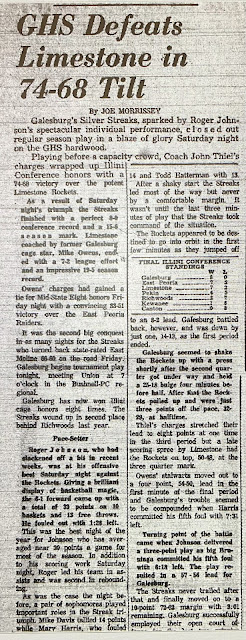 GHS Defeats
Limestone in
74-68 Tilt
By JOE MORRISSEY
Galesburg's Silver Streaks, sparked by Roger John-
son's spectacular individual performance, closed out
regular season play in a blaze of glory Saturday night
on the GHS hardwood.
Playing before a capacity crowd, Coach John Thiel's
charges wrapped up Illini
Conference honors with a
74-68 victory over the potent
Limestone Rockets.
As a result of Satur-
day night's triumph the Streaks
finished with a perfect 8-0
conference record and a 15-5
season mark. Limestone,
coached by former Galesburg
cage star, Mike Owens, end-
ed with a 7-2 league effort
and an impressive 19-5 season
record.
Owens' charges had gained a
tie for Mid-State Eight honors Fri-
day night with a convincing
victory over the East Peoria
Raiders.
It was the second big conquest
in as many nights for the Streaks
who turned back state-rated East
Moline on the road Friday.
Galesburg begins tournament play
tonight, meeting Union at 7
o'clock in the Bushnell-PC re-
gional.
Galesburg has now won Illini
cage honors eight times. The
Streaks wound up in second place
behind Richwoods last year.
Pace-Setter
Roger Johnson, who had
slackened off a bit in recent
weeks, was at his offensive
best Saturday night against
the Rockets. Giving a brilliant
display of basketball magic,
the 6-1 forward came up with
a total of 33 points on 10
baskets and 13 free throws.
He fouled out with 1:28 left.
This was the best night of the
year for Johnson who has aver-
aged near 20 points a game for
most of the season. In addition
to his scoring work Saturday
night, Roger led his team in as-
sists and was second in rebound-
ing.
As was the case the night be-
fore, a pair of sophomores played
important roles in the Streak tri-
umph. Mike Davis tallied 14 points
while Marv Harris, who fouled
14 and Todd Hatterman with 13.
After a shaky start the Streaks
led most of the way but never
by a comfortable margin. It
wasn't until the last three min-
utes of play that the Streaks took
command of the situation.
The Rockets appeared to be des-
tined to go into orbit in the first
few minutes as they jumped off
FINAL ILLINI CONFERENCE
STANDINGS
W L
Galesburg
East Peoria
Limestone
Pekin
Richwoods
Kewanee
Canton
to an 8-2 lead. Galesburg battled
back, however, and was down by
just one, 14-13, as the first period
ended.
Galesburg seemed to shake
the Rockets up with a press
shortly after the second quar-
ter got under way and held
a 25-18 bulge four minutes be-
fore half. After that the Rock-
ets pulled up and were just
three points off the pace, 32-
29, at halftime.
Thiel's charges stretched their
lead to eight points at one time
in the third period but a late
scoring spree by Limestone had
the Rockets on top, 50-49, at the
three quarter mark.
Owens' stalwarts moved out to
a four point, 54-50, lead in the
first minute of the final period
and Galesburg's trouble seemed
to be compounded when Harris
committed his fifth foul with 7:31
left.
Turning point of the battle
came when Johnson delivered
a three-point play as big
committed his fifth
foul with 6:18 left. The play re-
sulted in a 57-56 lead for
Galesburg.
The Streaks never trailed after
that and finally moved on to a
10-point 72-62 margin with
remaining. Galesburg successfully
employed their open court of-